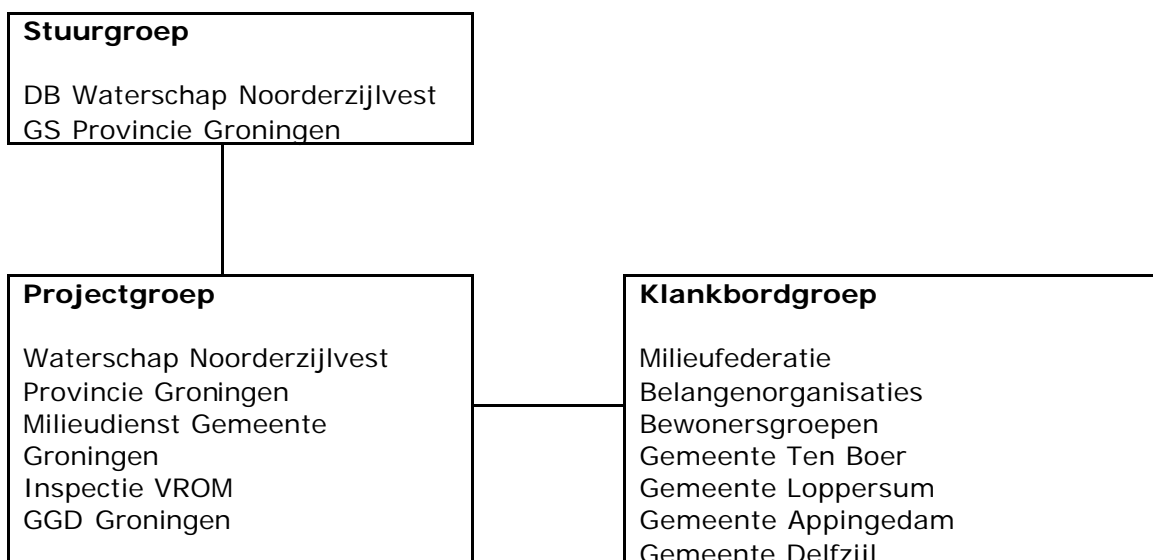 Stuurgroep
DB Waterschap Noorderzijlvest
GS Provincie Groningen
Projectgroep
Waterschap Noorderzijlvest
Provincie Groningen
Milieudienst Gemeente
Groningen
Inspectie VROM
GGD Groningen
Klankbordgroep
Milieufederatie
Belangenorganisaties
Bewonersgroepen
Gemeente Ten Boer
Gemeente Loppersum
Gemeente Appingedam
Gemeente Delfzijl